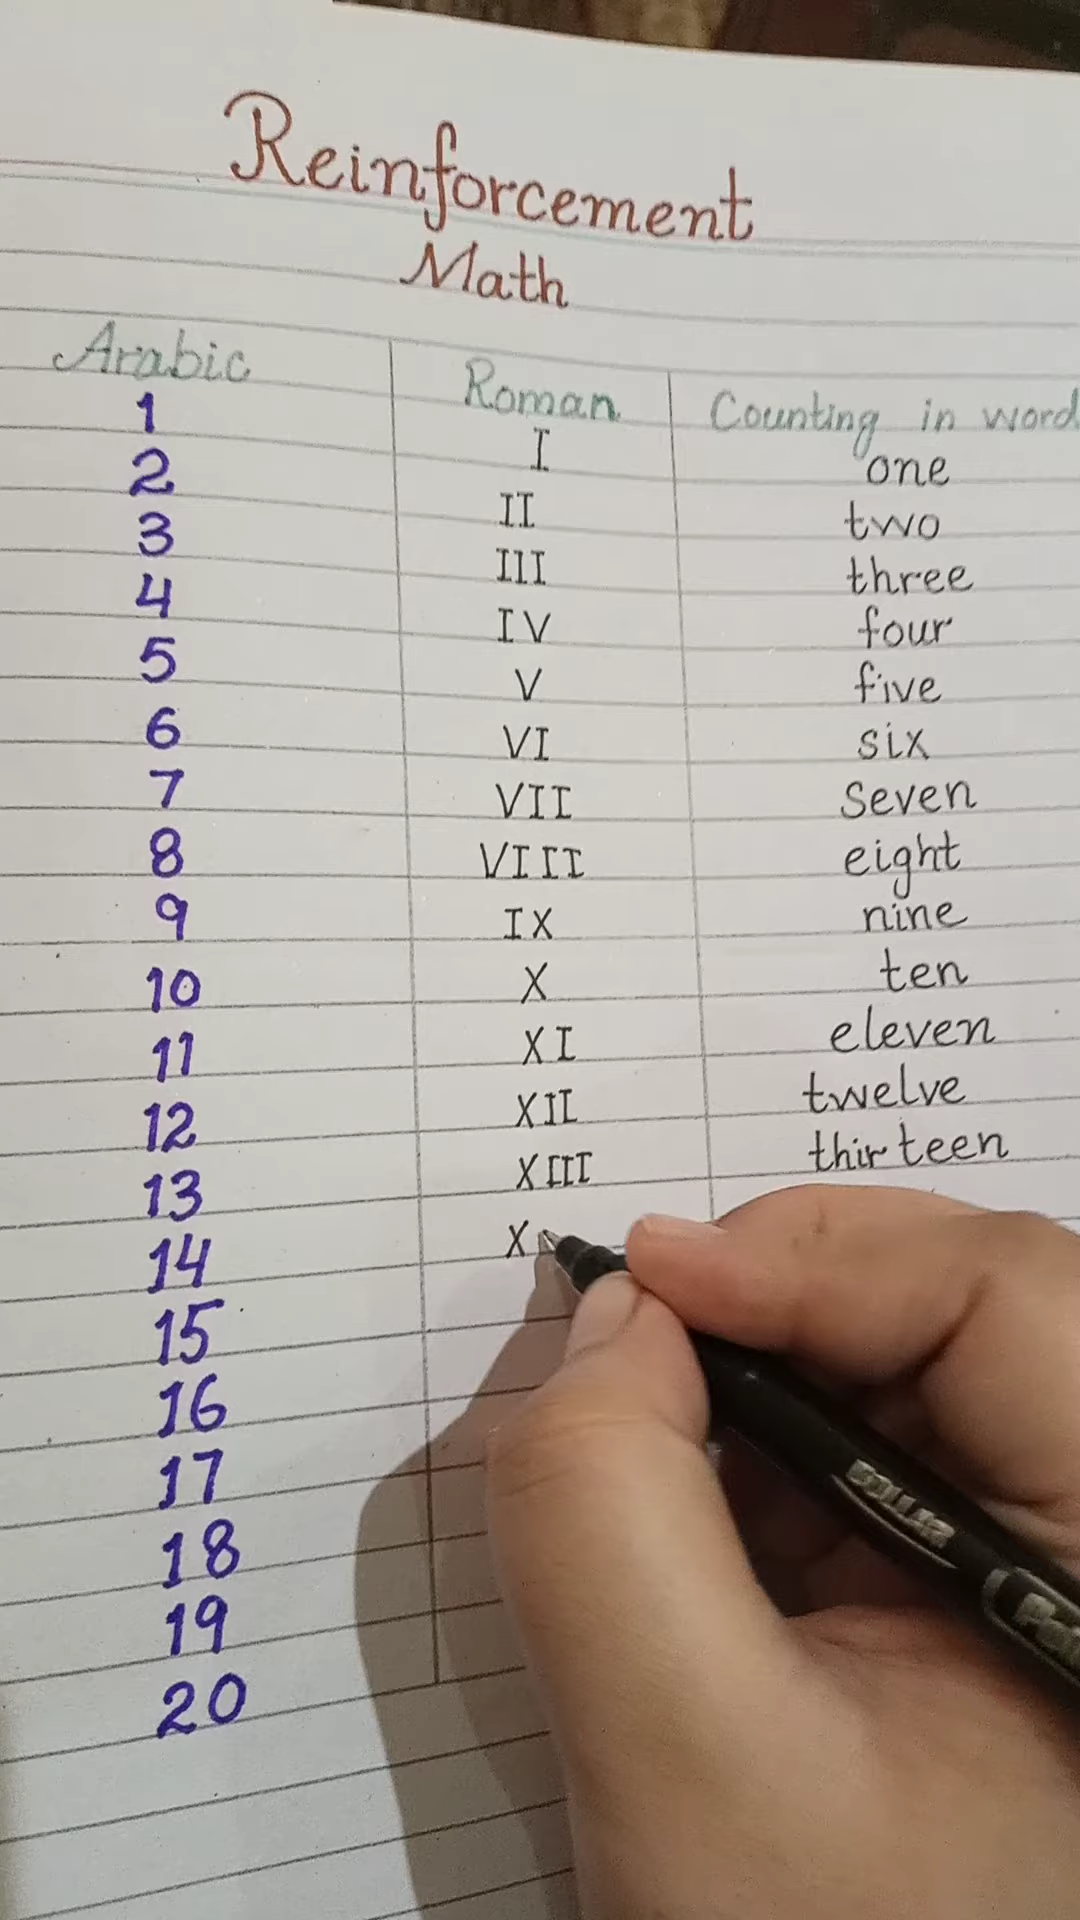 Reinforcement
Math
Arabic Roman Counting in word
1 I one
2 II two
3 III three
4 IV four
5 V five
6 VI six
7 VII seven
8 VIII eight
9 IX nine
10 X ten
11 XI eleven
12 XII twelve
13 XIII thirteen
14 X
15
16
17
18
19
20